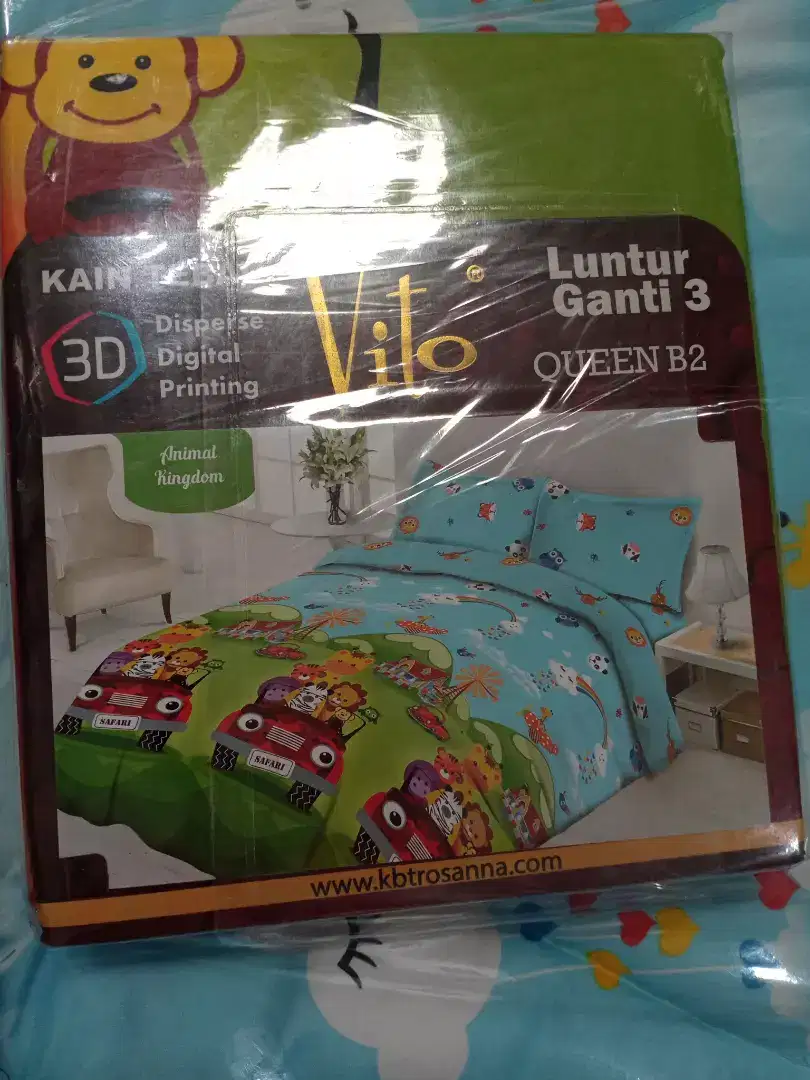 KAIN
Vito®
Luntur
Ganti 3
3D
Disperse
Digital
Printing
QUEEN B2
Animal
Kingdom
SAFARI
SAFARI
www.kbtrosanna.com